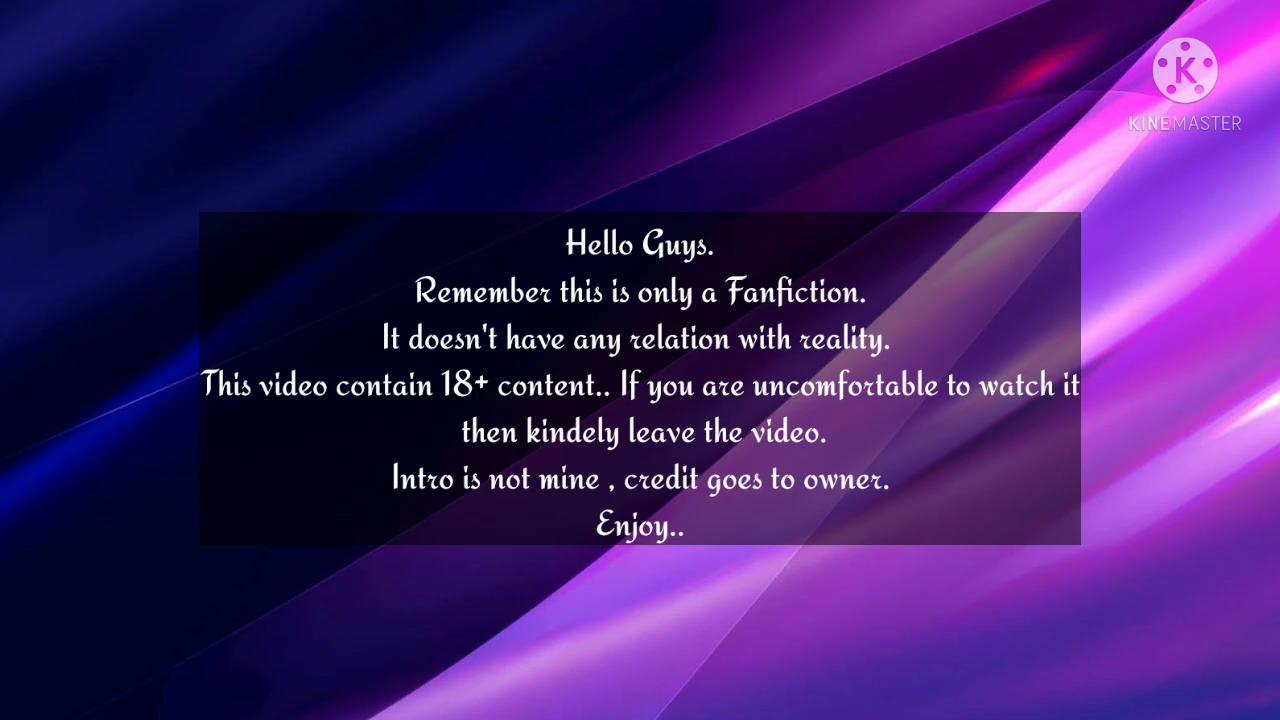 K
KINEMASTER
Hello Guys.
Remember this is only a Fanfiction.
It doesn't have any relation with reality.
This video contain 18+ content.. If you are uncomfortable to watch it
then kindely leave the video.
Intro is not mine , credit goes to owner.
Enjoy..